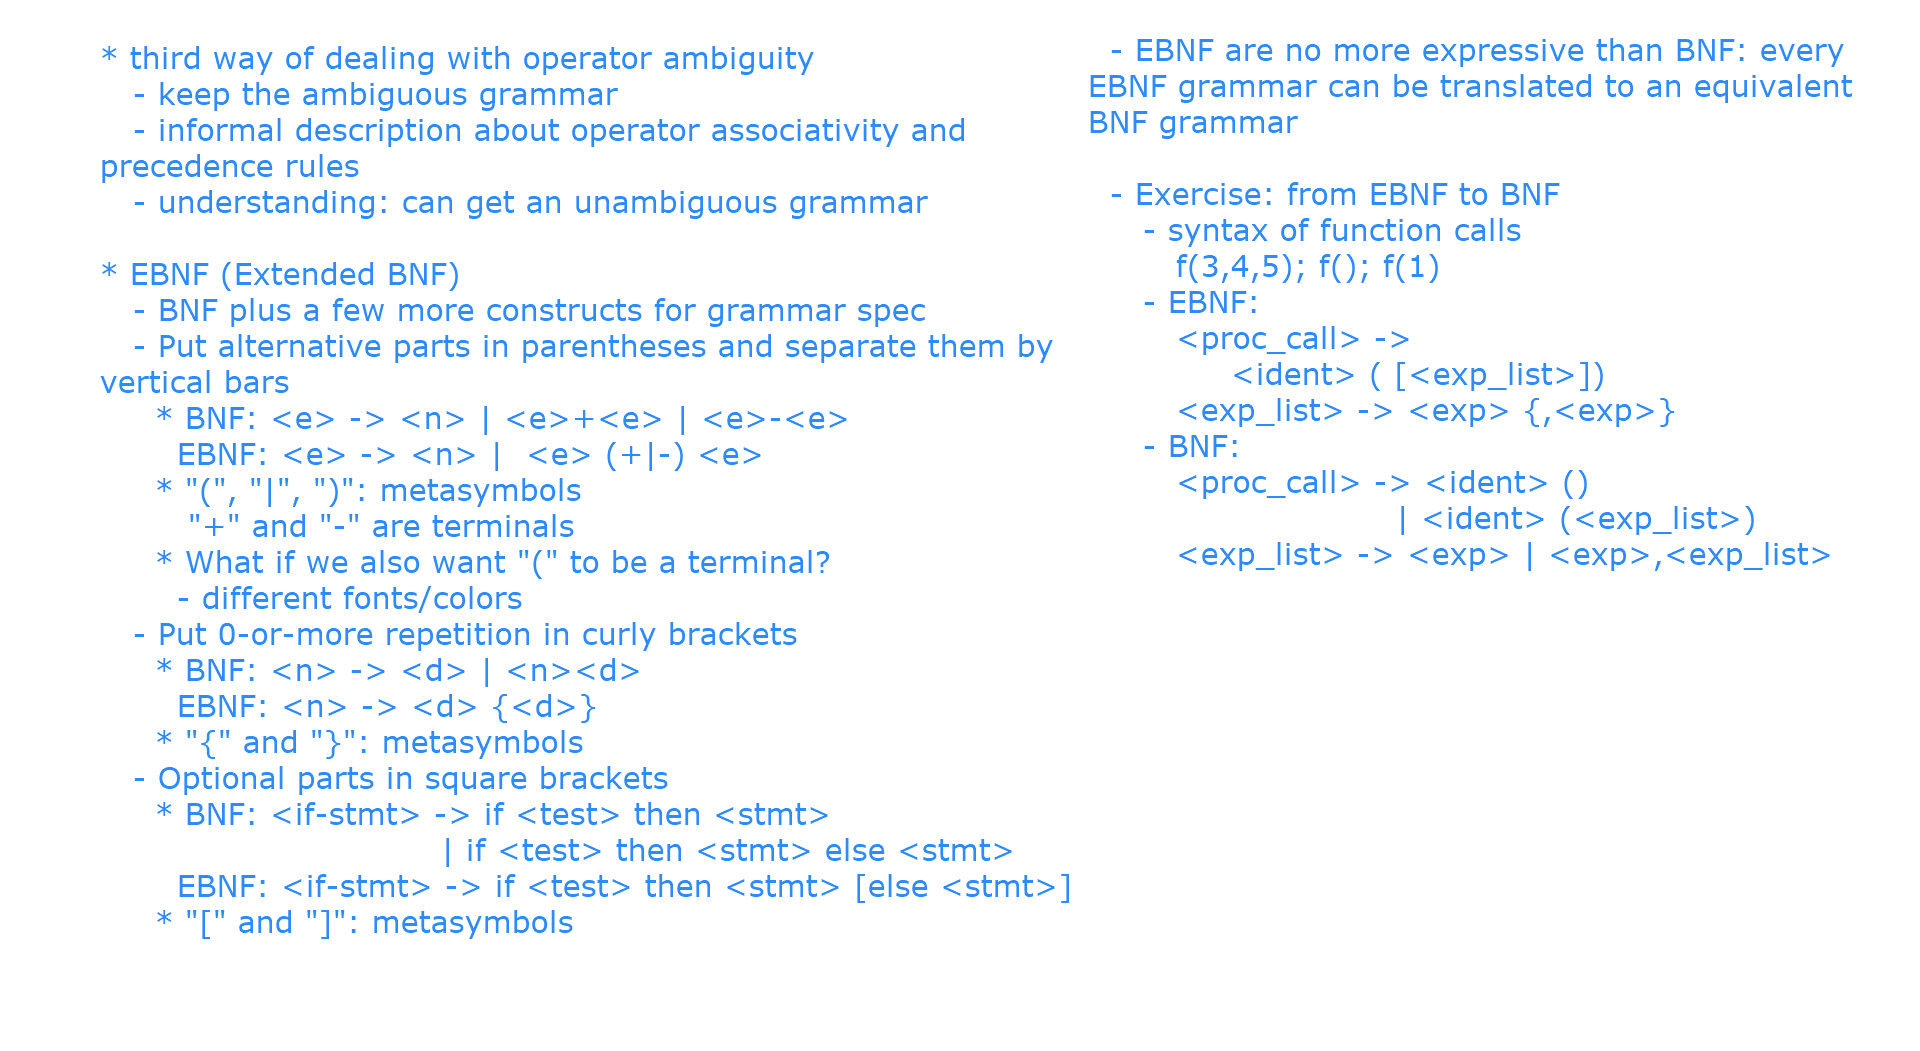 * third way of dealing with operator ambiguity
- keep the ambiguous grammar
- informal description about operator associativity and
precedence rules
- understanding: can get an unambiguous grammar
* EBNF (Extended BNF)
- BNF plus a few more constructs for grammar spec
- Put alternative parts in parentheses and separate them by
vertical bars
* BNF: <e> -> <n> | <e>+<e> | <e>-<e>
EBNF: <e> -> <n> |  <e> (+|-) <e>
* "(", "|", ")": metasymbols
"+" and "-" are terminals
* What if we also want "(" to be a terminal?
- different fonts/colors
- Put 0-or-more repetition in curly brackets
* BNF: <n> -> <d> | <n><d>
EBNF: <n> -> <d> {<d>}
* "{" and "}": metasymbols
- Optional parts in square brackets
* BNF: <if-stmt> -> if <test> then <stmt>
| if <test> then <stmt> else <stmt>
EBNF: <if-stmt> -> if <test> then <stmt> [else <stmt>]
* "[" and "]": metasymbols
- EBNF are no more expressive than BNF: every
EBNF grammar can be translated to an equivalent
BNF grammar
- Exercise: from EBNF to BNF
- syntax of function calls
f(3,4,5); f(); f(1)
- EBNF:
<proc_call> ->
<ident> ( [<exp_list>])
<exp_list> -> <exp> {,<exp>}
- BNF:
<proc_call> -> <ident> ()
| <ident> (<exp_list>)
<exp_list> -> <exp> | <exp>,<exp_list>